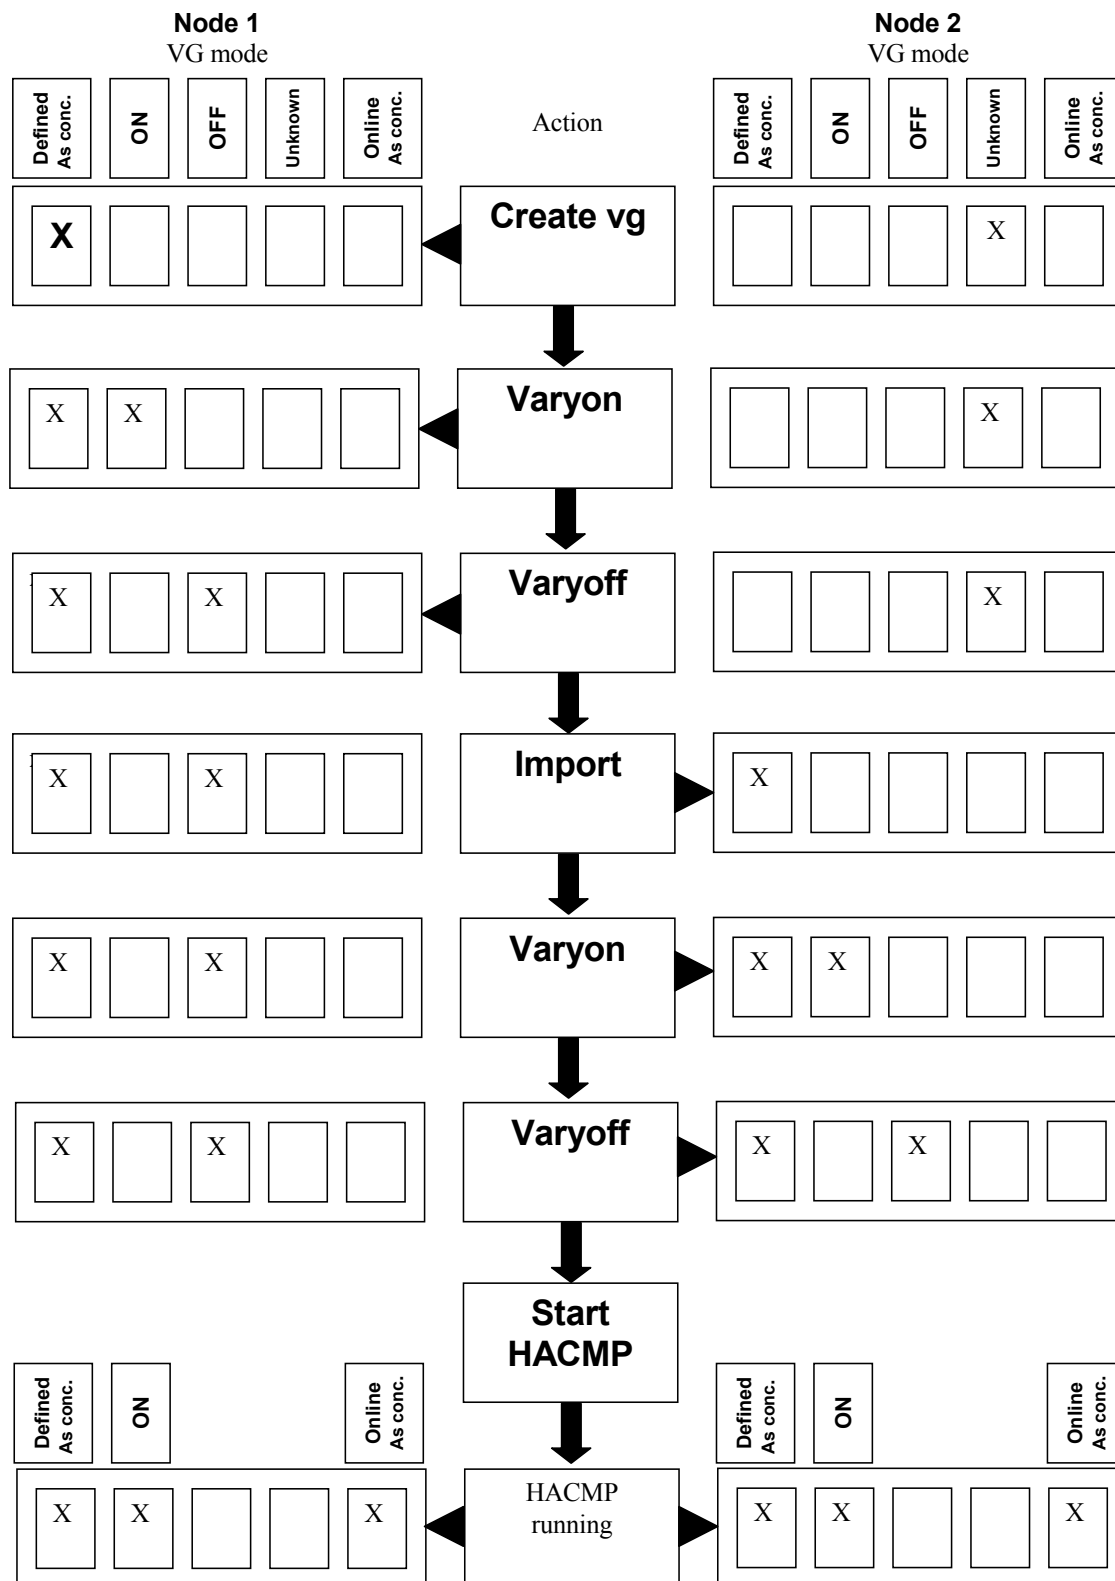 Node 1
VG mode
Node 2
VG mode
Defined
As conc.
ON
OFF
Unknown
Online
As conc.
Action
Defined
As conc.
ON
OFF
Unknown
Online
As conc.
X
Create vg
X
X X
Varyon
X
X X
Varyoff
X
X X
Import
X
X X
Varyon
X X
X X
Varyoff
X X
Start
HACMP
Defined
As conc.
ON
Online
As conc.
Defined
As conc.
ON
Online
As conc.
X X X
HACMP
running
X X X